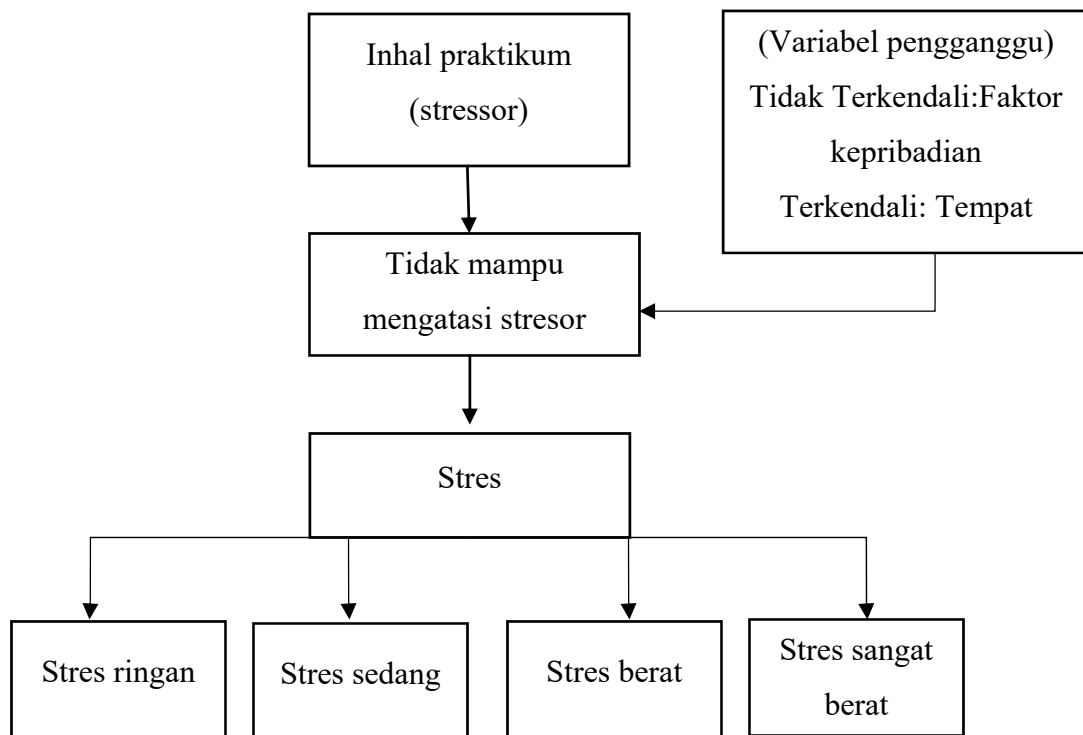 Inhal praktikum
(stressor)
(Variabel pengganggu)
Tidak Terkendali:Faktor
kepribadian
Terkendali: Tempat
Tidak mampu
mengatasi stresor
Stres
Stres ringan
Stres sedang
Stres berat
Stres sangat
berat